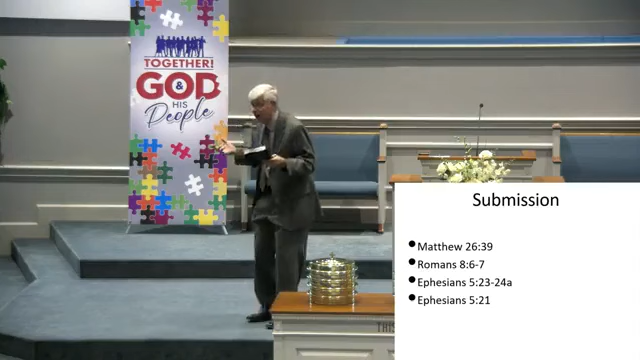 TOGETHER!
GOD
&
HIS
People
Submission
Matthew 26:39
Romans 8:6-7
Ephesians 5:23-24a
Ephesians 5:21
THIS